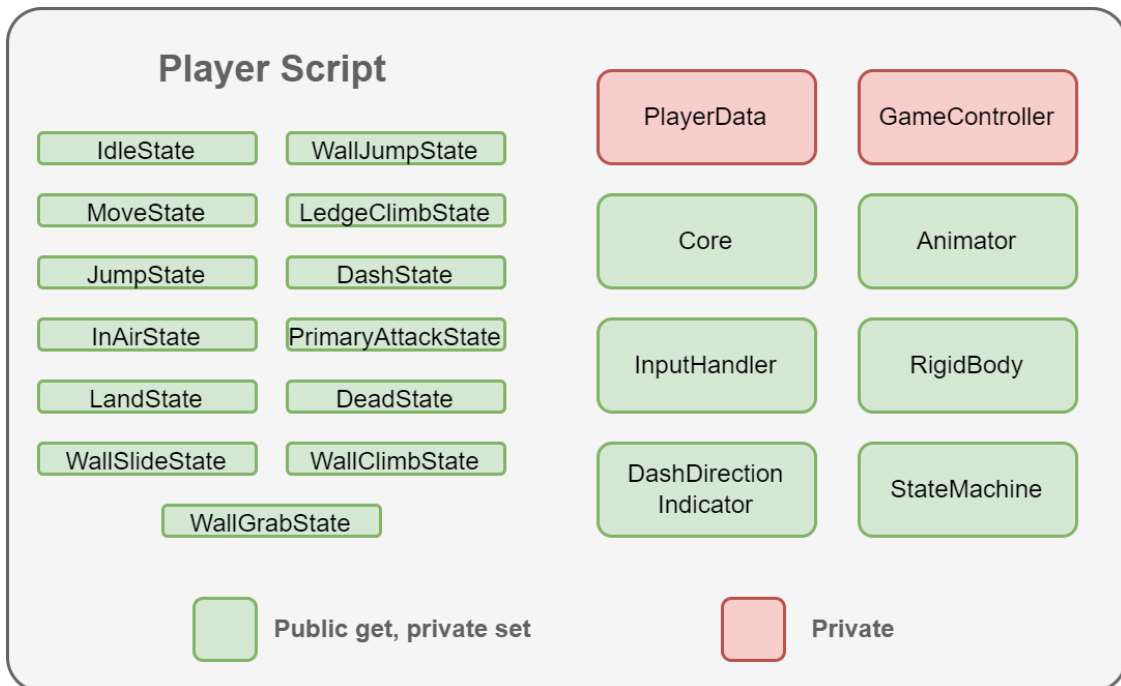 Player Script
IdleState
WallJumpState
MoveState
LedgeClimbState
JumpState
DashState
InAirState
PrimaryAttackState
LandState
DeadState
WallSlideState
WallClimbState
WallGrabState
PlayerData
GameController
Core
Animator
InputHandler
RigidBody
DashDirection
Indicator
StateMachine
Public get, private set
Private